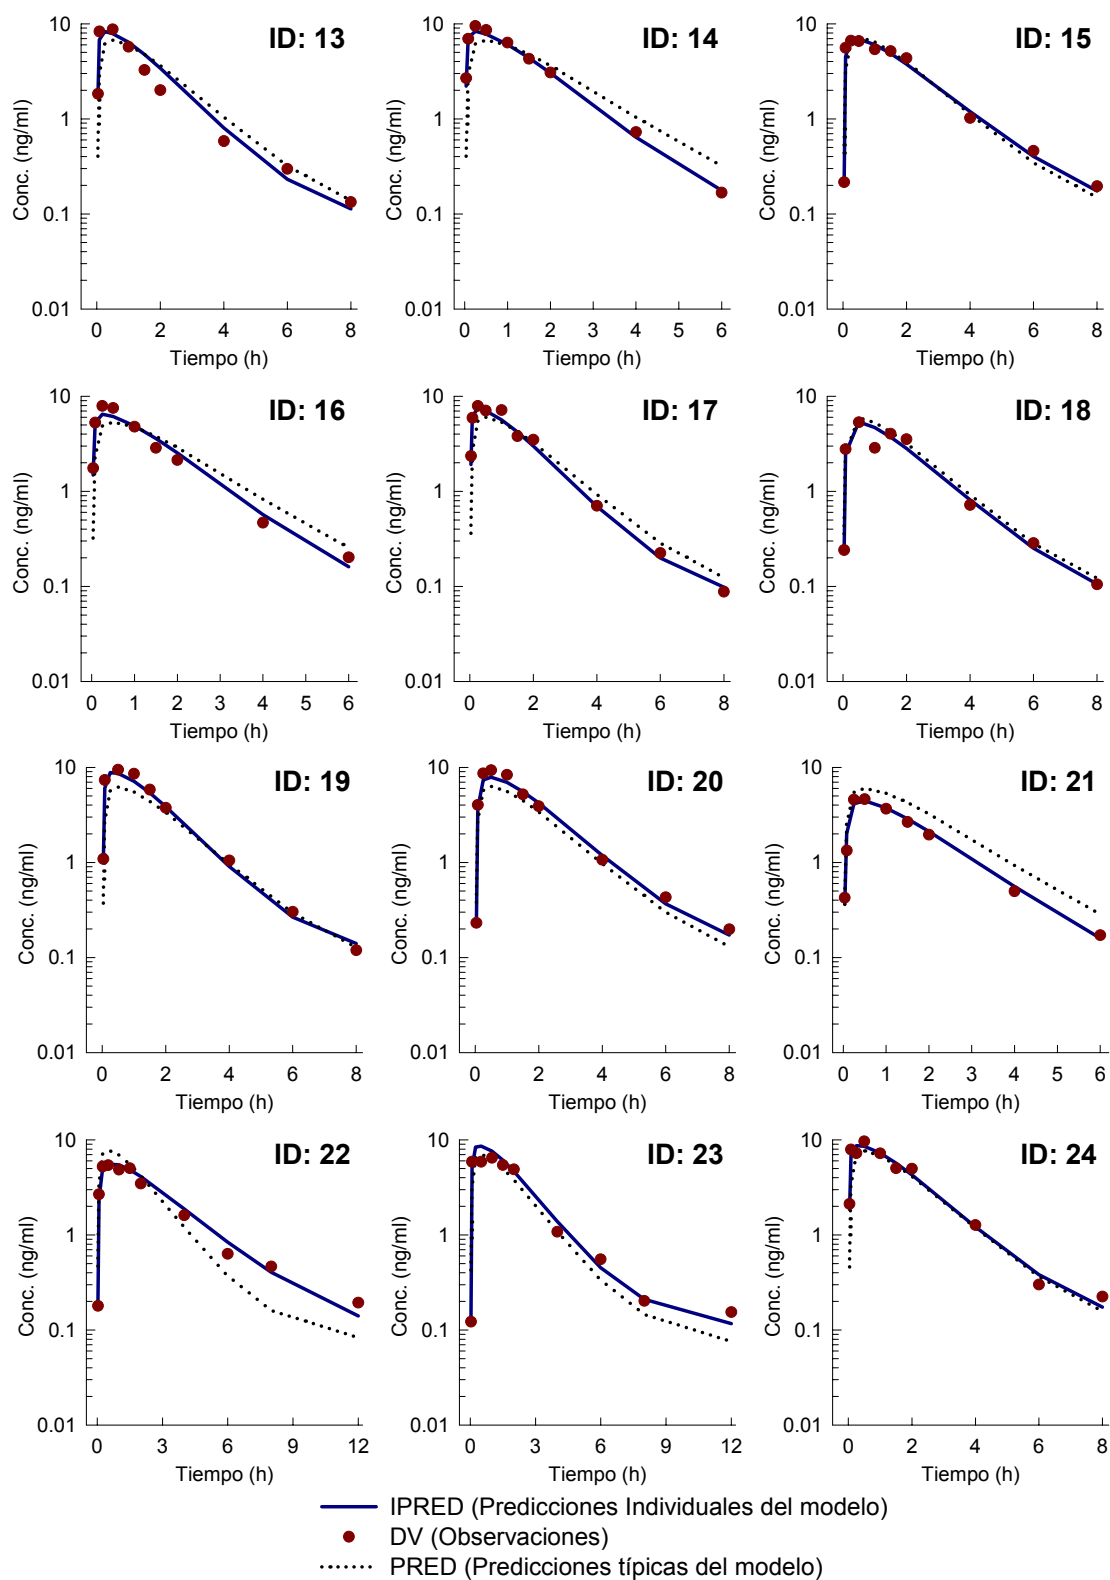 ID: 13
10
1
0.1
0.01
Conc. (ng/ml)
0 2 4 6 8
Tiempo (h)
ID: 14
10
1
0.1
0.01
Conc. (ng/ml)
0 1 2 3 4 5 6
Tiempo (h)
ID: 15
10
1
0.1
0.01
Conc. (ng/ml)
0 2 4 6 8
Tiempo (h)
ID: 16
10
1
0.1
0.01
Conc. (ng/ml)
0 1 2 3 4 5 6
Tiempo (h)
ID: 17
10
1
0.1
0.01
Conc. (ng/ml)
0 2 4 6 8
Tiempo (h)
ID: 18
10
1
0.1
0.01
Conc. (ng/ml)
0 2 4 6 8
Tiempo (h)
ID: 19
10
1
0.1
0.01
Conc. (ng/ml)
0 2 4 6 8
Tiempo (h)
ID: 20
10
1
0.1
0.01
Conc. (ng/ml)
0 2 4 6 8
Tiempo (h)
ID: 21
10
1
0.1
0.01
Conc. (ng/ml)
0 1 2 3 4 5 6
Tiempo (h)
ID: 22
10
1
0.1
0.01
Conc. (ng/ml)
0 3 6 9 12
Tiempo (h)
ID: 23
10
1
0.1
0.01
Conc. (ng/ml)
0 3 6 9 12
Tiempo (h)
ID: 24
10
1
0.1
0.01
Conc. (ng/ml)
0 2 4 6 8
Tiempo (h)
IPRED (Predicciones Individuales del modelo)
DV (Observaciones)
PRED (Predicciones típicas del modelo)